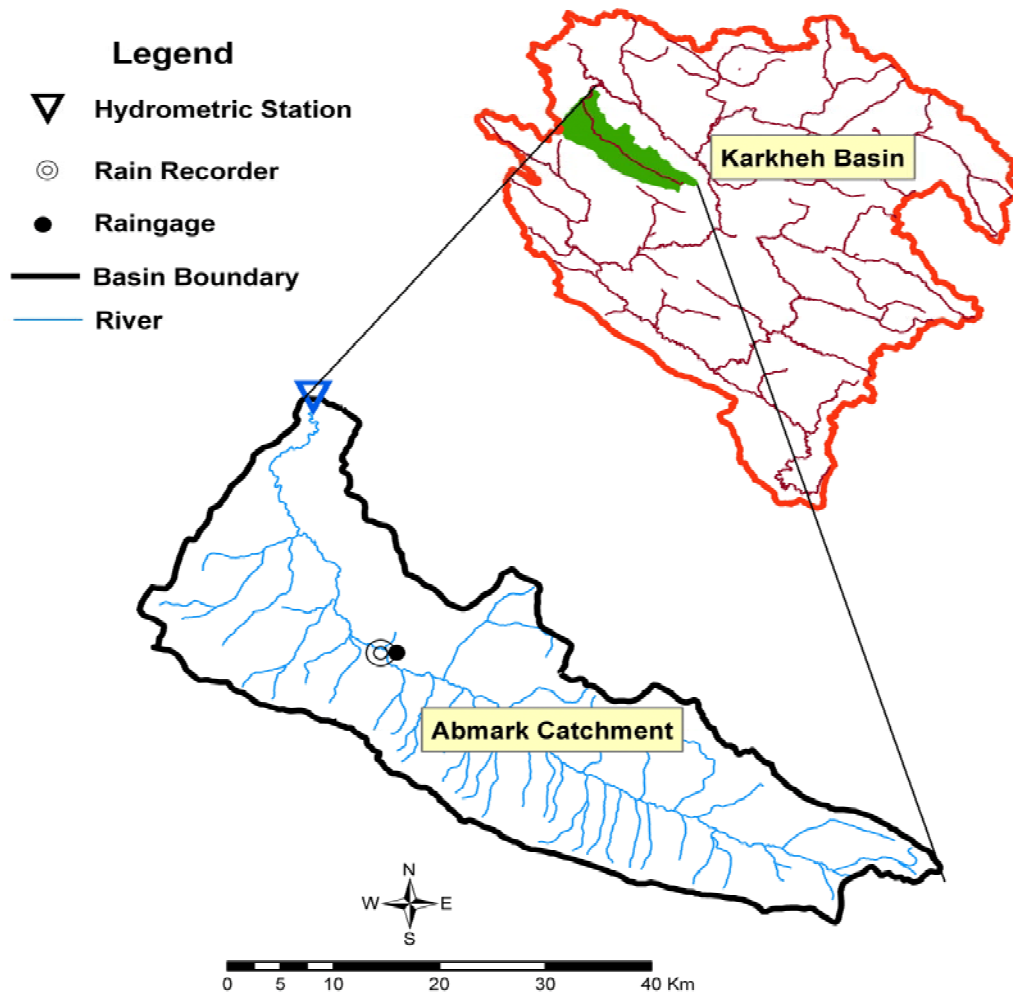 Legend
Hydrometric Station
Rain Recorder
Raingage
Basin Boundary
River
Karkheh Basin
Abmark Catchment
N
W E
S
0 5 10 20 30 40 Km